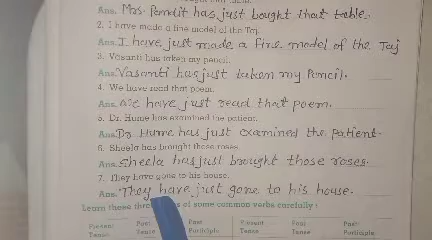 Ans. Mrs. Pandit has just bought that table.
2. I have made a fine model of the Taj.
Ans. I have just made a fine model of the Taj
3. Vasanti has taken my pencil.
Ans. Vasanti has just taken my Pencil.
4. We have read that poem.
Ans. We have just read that poem.
5. Dr. Hume has examined the patient.
Ans. Dr. Hume has just examined the patient.
6. Sheela has brought those roses.
Ans. Sheela has just brought those roses.
7. They have gone to his house.
Ans. They have just gone to his house.
Learn these three of some common verbs carefully :
Present Past Past Present Past Past
Tense Tense Participle Tense Tense Participle